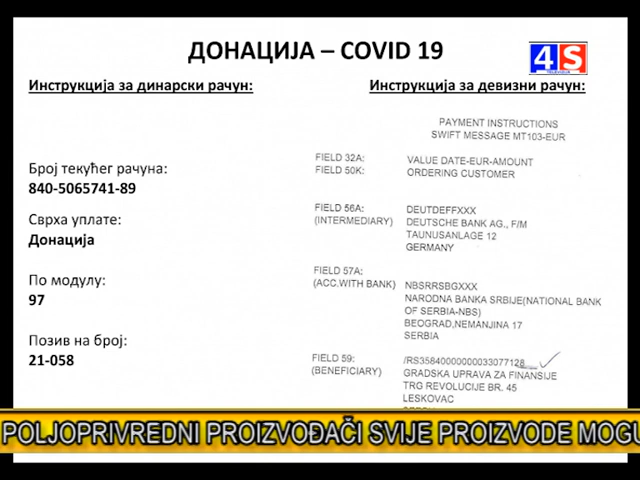 ДОНАЦИЈА – COVID 19
4S
TELEVIZIJA
Инструкција за динарски рачун:
Број текућег рачуна:
840-5065741-89
Сврха уплате:
Донација
По модулу:
97
Позив на број:
21-058
Инструкција за девизни рачун:
PAYMENT INSTRUCTIONS
SWIFT MESSAGE MT103-EUR
FIELD 32A: VALUE DATE-EUR-AMOUNT
FIELD 50K: ORDERING CUSTOMER
FIELD 56A: DEUTDEFFXXX
(INTERMEDIARY) DEUTSCHE BANK AG., F/M
TAUNUSANLAGE 12
GERMANY
FIELD 57A:
(ACC.WITH BANK) NBSRRSBGXXX
NARODNA BANKA SRBIJE(NATIONAL BANK
OF SERBIA-NBS)
BEOGRAD,NEMANJINA 17
SERBIA
FIELD 59: /RS35840000000033077128
(BENEFICIARY) GRADSKA UPRAVA ZA FINANSIJE
TRG REVOLUCIJE BR. 45
LESKOVAC
POLJOPRIVREDNI PROIZVOĐAČI SVIJE PROIZVODE MOGU